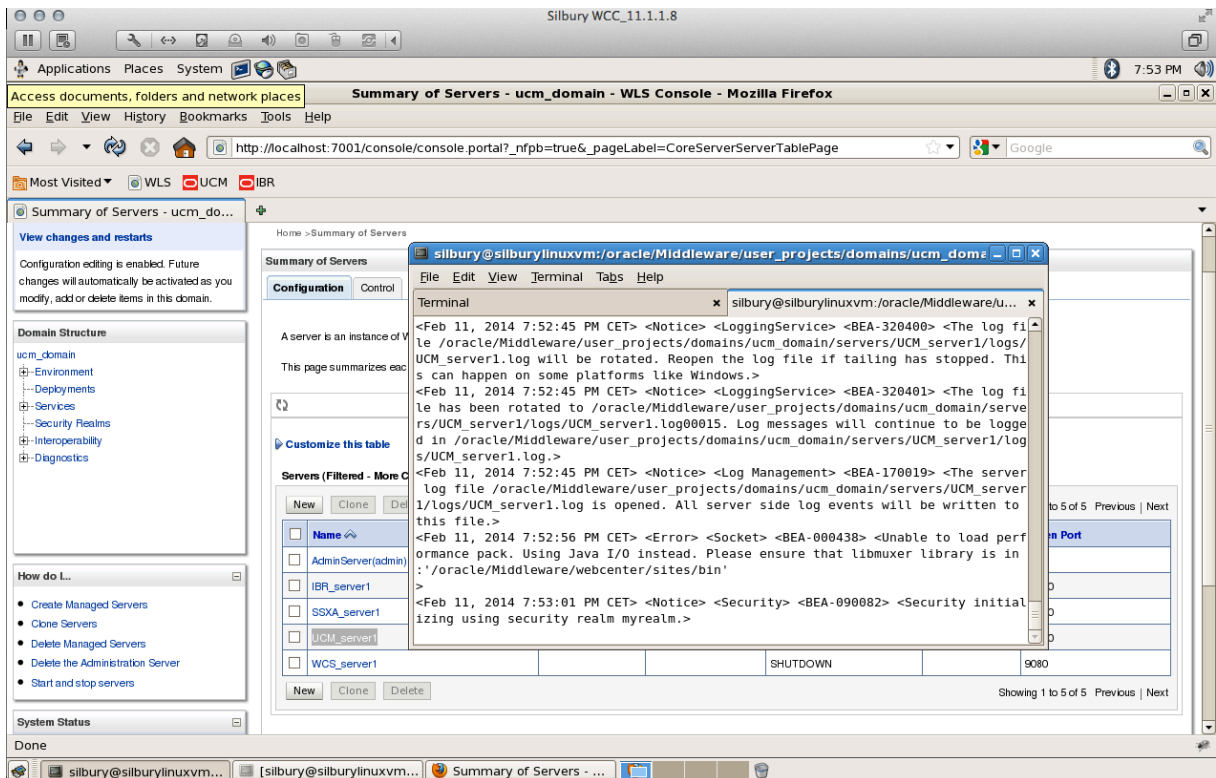 Silbury WCC_11.1.1.8
Applications Places System
7:53 PM
Access documents, folders and network places
Summary of Servers - ucm_domain - WLS Console - Mozilla Firefox
File Edit View History Bookmarks Tools Help
http://localhost:7001/console/console.portal?_nfpb=true&_pageLabel=CoreServerServerTablePage
Google
Most Visited WLS UCM IBR
Summary of Servers - ucm_do...
View changes and restarts
Configuration editing is enabled. Future
changes will automatically be activated as you
modify, add or delete items in this domain.
Domain Structure
ucm_domain
Environment
Deployments
Services
Security Realms
Interoperability
Diagnostics
How do I...
Create Managed Servers
Clone Servers
Delete Managed Servers
Delete the Administration Server
Start and stop servers
System Status
Home >Summary of Servers
Summary of Servers
Configuration Control
A server is an instance of W
This page summarizes eac
Customize this table
Servers (Filtered - More C
New Clone Del
to 5 of 5 Previous | Next
Name
en Port
AdminServer(admin)
IBR_server1
SSXA_server1
UCM_server1
WCS_server1 SHUTDOWN 9080
New Clone Delete
Showing 1 to 5 of 5 Previous | Next
silbury@silburylinuxvm:/oracle/Middleware/user_projects/domains/ucm_doma
File Edit View Terminal Tabs Help
Terminal
silbury@silburylinuxvm:/oracle/Middleware/u...
<Feb 11, 2014 7:52:45 PM CET> <Notice> <LoggingService> <BEA-320400> <The log fi
le /oracle/Middleware/user_projects/domains/ucm_domain/servers/UCM_server1/logs/
UCM_server1.log will be rotated. Reopen the log file if tailing has stopped. Thi
s can happen on some platforms like Windows.>
<Feb 11, 2014 7:52:45 PM CET> <Notice> <LoggingService> <BEA-320401> <The log fi
le has been rotated to /oracle/Middleware/user_projects/domains/ucm_domain/serve
rs/UCM_server1/logs/UCM_server1.log00015. Log messages will continue to be logge
d in /oracle/Middleware/user_projects/domains/ucm_domain/servers/UCM_server1/log
s/UCM_server1.log.>
<Feb 11, 2014 7:52:45 PM CET> <Notice> <Log Management> <BEA-170019> <The server
log file /oracle/Middleware/user_projects/domains/ucm_domain/servers/UCM_server
1/logs/UCM_server1.log is opened. All server side log events will be written to
this file.>
<Feb 11, 2014 7:52:56 PM CET> <Error> <Socket> <BEA-000438> <Unable to load perf
ormance pack. Using Java I/O instead. Please ensure that libmuxer library is in
:'/oracle/Middleware/webcenter/sites/bin'
>
<Feb 11, 2014 7:53:01 PM CET> <Notice> <Security> <BEA-090082> <Security initial
izing using security realm myrealm.>
Done
silbury@silburylinuxvm...
[silbury@silburylinuxvm...
Summary of Servers - ...